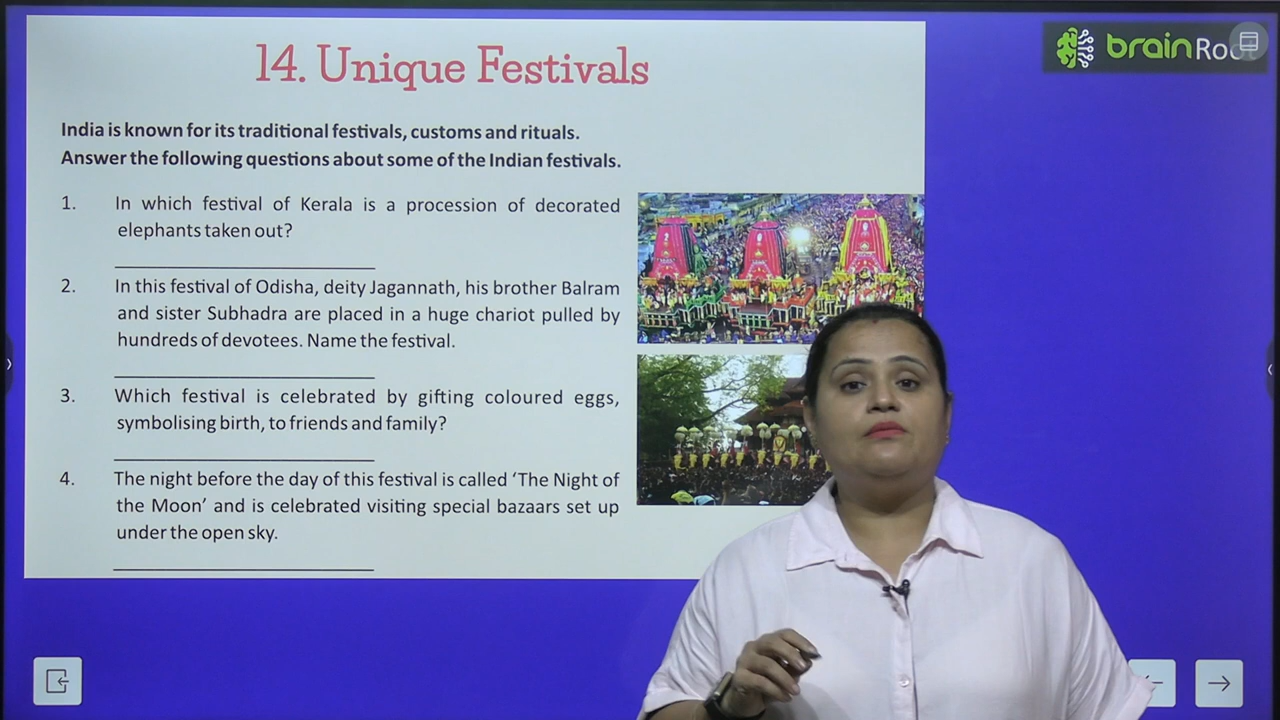 14. Unique Festivals
brainRo
India is known for its traditional festivals, customs and rituals.
Answer the following questions about some of the Indian festivals.
1. In which festival of Kerala is a procession of decorated
elephants taken out?
2. In this festival of Odisha, deity Jagannath, his brother Balram
and sister Subhadra are placed in a huge chariot pulled by
hundreds of devotees. Name the festival.
3. Which festival is celebrated by gifting coloured eggs,
symbolising birth, to friends and family?
4. The night before the day of this festival is called ‘The Night of
the Moon’ and is celebrated visiting special bazaars set up
under the open sky.